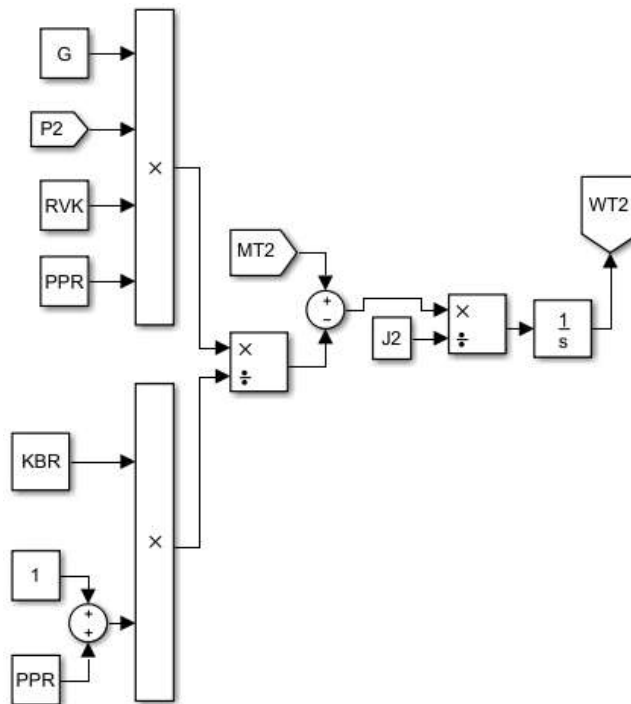 G
P2
RVK
PPR
×
KBR
1
+
+
PPR
×
×
÷
MT2
+
−
J2
×
÷
1
s
WT2